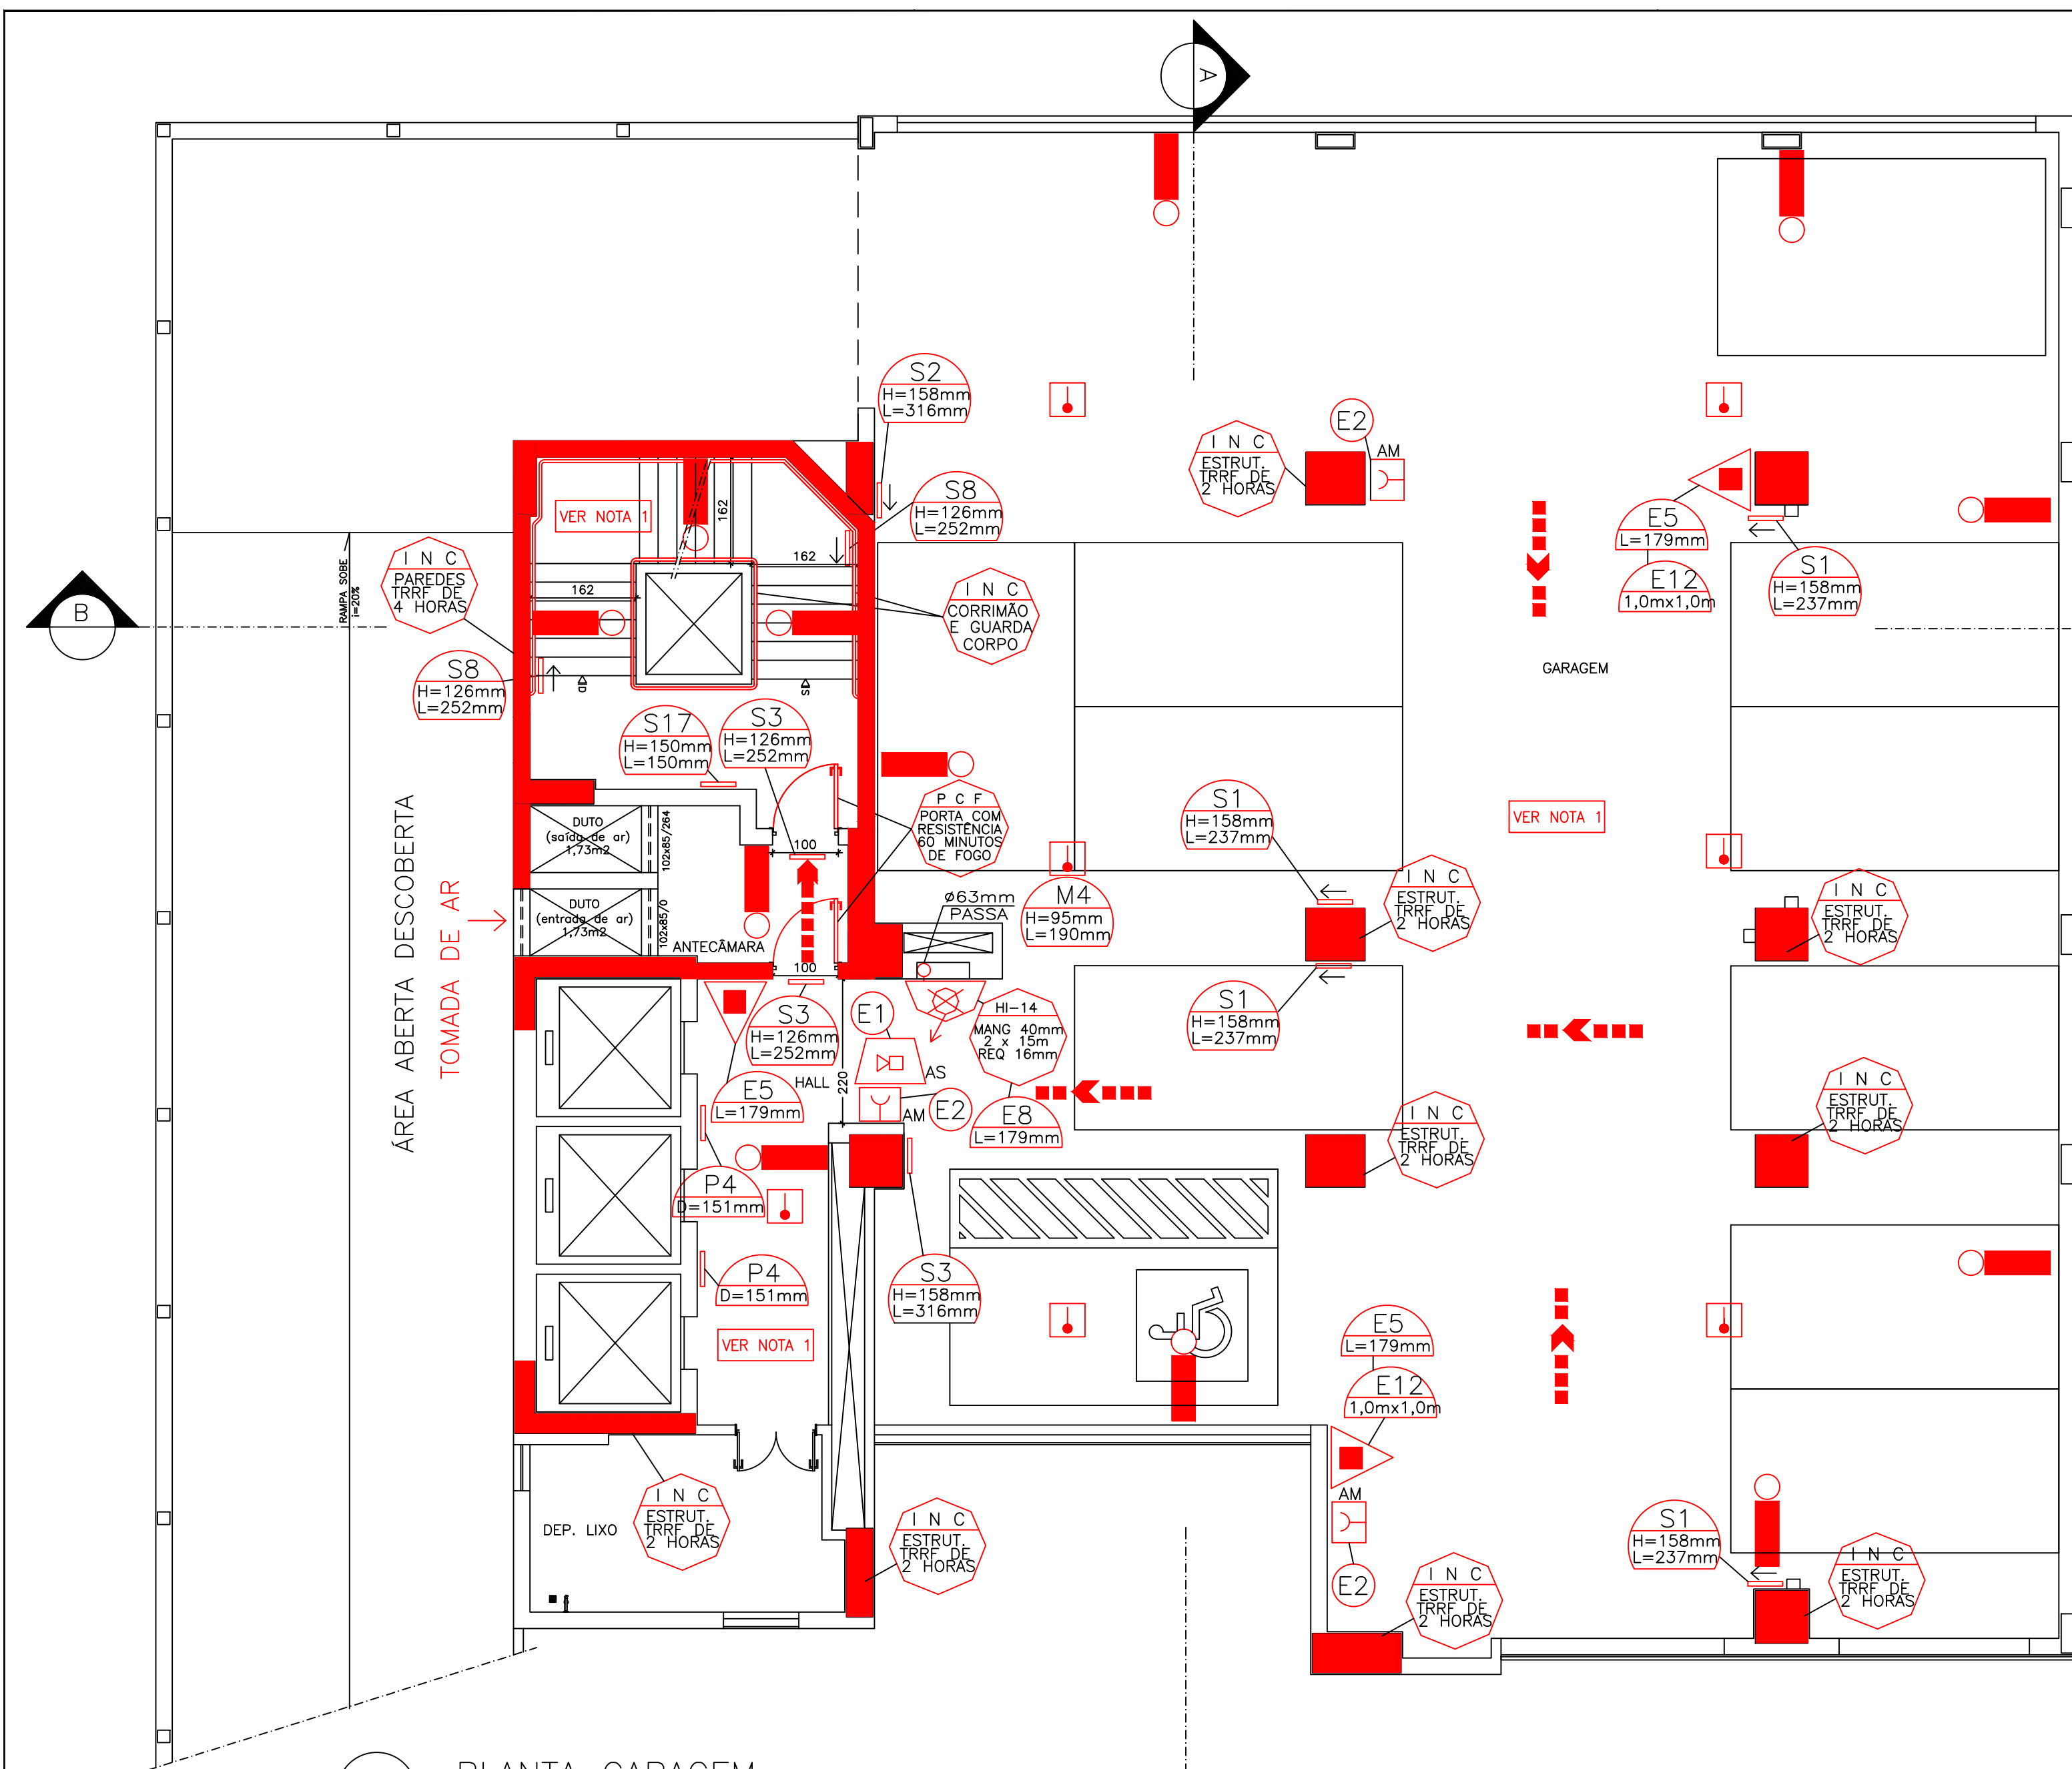 A
S2
H=158mm
L=316mm
E2
AM
I N C
ESTRUT.
TRRF DE
2 HORAS
S8
H=126mm
L=252mm
VER NOTA 1
162
162
162
E5
L=179mm
E12
1,0mx1,0m
S1
H=158mm
L=237mm
I N C
PAREDES
TRRF DE
4 HORAS
RAMPA SOBE
i=20%
B
I N C
CORRIMÃO
E GUARDA
CORPO
GARAGEM
S8
H=126mm
L=252mm
D
S
S17
H=150mm
L=150mm
S3
H=126mm
L=252mm
P C F
PORTA COM
RESISTÊNCIA
60 MINUTOS
DE FOGO
S1
H=158mm
L=237mm
VER NOTA 1
DUTO
(saída de ar)
1,73m2
102x85/264
100
I N C
ESTRUT.
TRRF DE
2 HORAS
I N C
ESTRUT.
TRRF DE
2 HORAS
M4
H=95mm
L=190mm
ø63mm
PASSA
DUTO
(entrada de ar)
1,73m2
102x85/0
ANTECÂMARA
100
ÁREA ABERTA DESCOBERTA
TOMADA DE AR
S3
H=126mm
L=252mm
E1
HI-14
MANG 40mm
2 x 15m
REQ 16mm
S1
H=158mm
L=237mm
E5
L=179mm
HALL
220
AS
AM
E2
E8
L=179mm
I N C
ESTRUT.
TRRF DE
2 HORAS
I N C
ESTRUT.
TRRF DE
2 HORAS
P4
D=151mm
P4
D=151mm
S3
H=158mm
L=316mm
VER NOTA 1
E5
L=179mm
E12
1,0mx1,0m
AM
E2
I N C
ESTRUT.
TRRF DE
2 HORAS
DEP. LIXO
I N C
ESTRUT.
TRRF DE
2 HORAS
S1
H=158mm
L=237mm
I N C
ESTRUT.
TRRF DE
2 HORAS
I N C
ESTRUT.
TRRF DE
2 HORAS
PLANTA GARAGEM